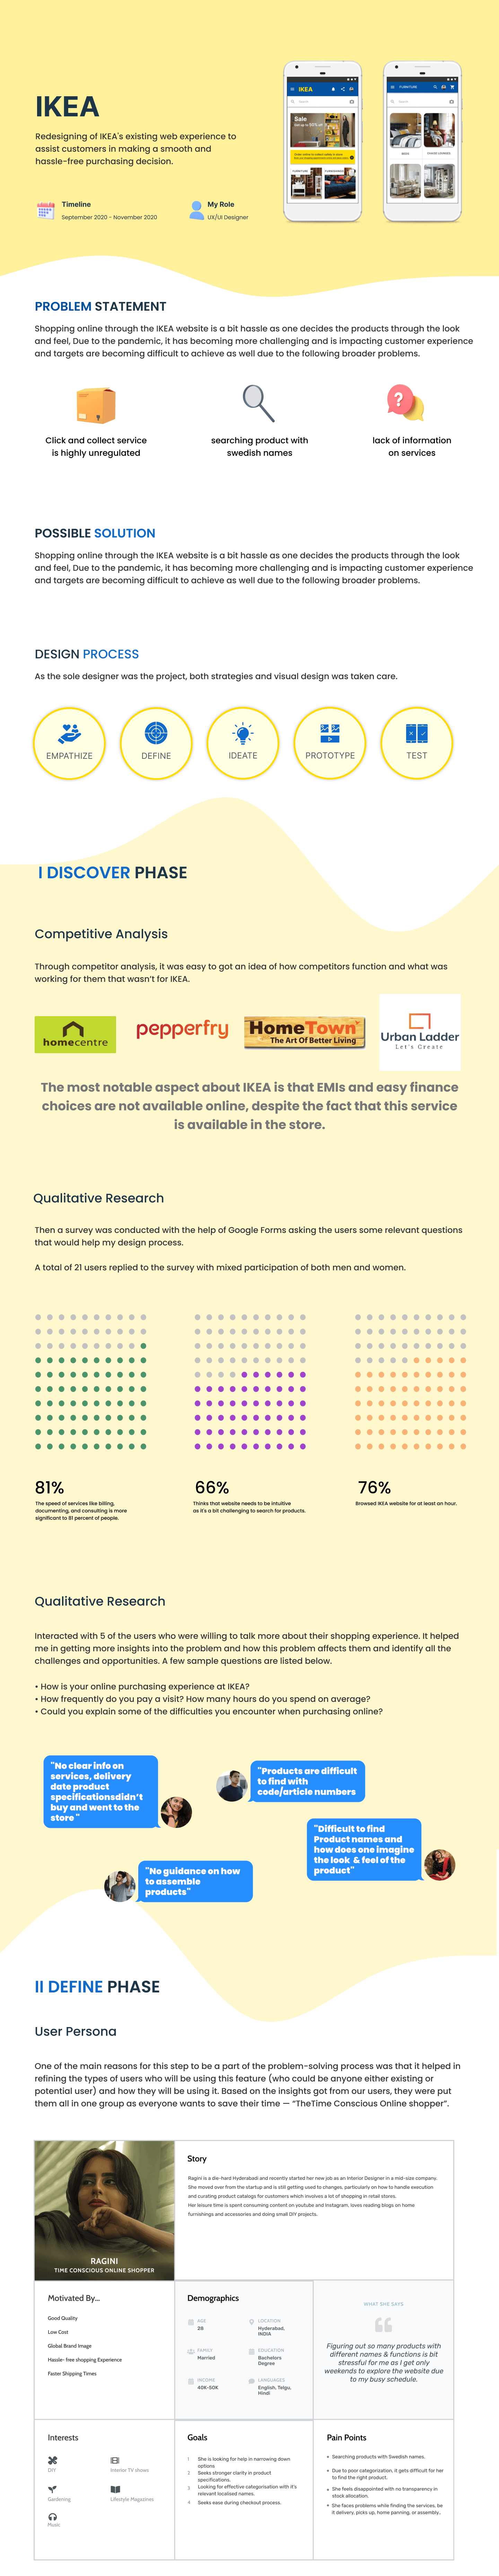 IKEA
Redesigning of IKEA's existing web experience to
assist customers in making a smooth and
hassle-free purchasing decision.
Timeline
September 2020 - November 2020
My Role
UX/UI Designer
IKEA
Search
Sale
FURNITURE
Search
PROBLEM STATEMENT
Shopping online through the IKEA website is a bit hassle as one decides the products through the look
and feel, Due to the pandemic, it has becoming more challenging and is impacting customer experience
and targets are becoming difficult to achieve as well due to the following broader problems.
Click and collect service
is highly unregulated
searching product with
swedish names
lack of information
on services
POSSIBLE SOLUTION
Shopping online through the IKEA website is a bit hassle as one decides the products through the look
and feel, Due to the pandemic, it has becoming more challenging and is impacting customer experience
and targets are becoming difficult to achieve as well due to the following broader problems.
DESIGN PROCESS
As the sole designer was the project, both strategies and visual design was taken care.
EMPATHIZE
DEFINE
IDEATE
PROTOTYPE
TEST
I DISCOVER PHASE
Competitive Analysis
Through competitor analysis, it was easy to got an idea of how competitors function and what was
working for them that wasn't for IKEA.
homecentre
pepperfry
HomeTown
The Art Of Better Living
Urban Ladder
Let's Create
The most notable aspect about IKEA is that EMIs and easy finance
choices are not available online, despite the fact that this service
is available in the store.
Qualitative Research
Then a survey was conducted with the help of Google Forms asking the users some relevant questions
that would help my design process.
A total of 21 users replied to the survey with mixed participation of both men and women.
81%
The speed of services like billing,
documenting, and consulting is more
significant to 81 percent of people.
66%
Thinks that website needs to be intuitive
as it's a bit challenging to search for products.
76%
Browsed IKEA website for at least an hour.
Qualitative Research
Interacted with 5 of the users who were willing to talk more about their shopping experience. It helped
me in getting more insights into the problem and how this problem affects them and identify all the
challenges and opportunities. A few sample questions are listed below.
• How is your online purchasing experience at IKEA?
• How frequently do you pay a visit? How many hours do you spend on average?
• Could you explain some of the difficulties you encounter when purchasing online?
"No clear info on
services, delivery
date product
specificationsdidn't
buy and went to the
store "
"Products are difficult
to find with
code/article numbers
"Difficult to find
Product names and
how does one imagine
the look & feel of the
product"
"No guidance on how
to assemble
products"
II DEFINE PHASE
User Persona
One of the main reasons for this step to be a part of the problem-solving process was that it helped in
refining the types of users who will be using this feature (who could be anyone either existing or
potential user) and how they will be using it. Based on the insights got from our users, they were put
them all in one group as everyone wants to save their time — "TheTime Conscious Online shopper".
RAGINI
TIME CONSCIOUS ONLINE SHOPPER
Story
Ragini is a die-hard Hyderabadi and recently started her new job as an Interior Designer in a mid-size company.
She moved over from the startup and is still getting used to changes, particularly on how to handle execution
and curating product catalogs for customers which involves a lot of shopping in retail stores.
Her leisure time is spent consuming content on youtube and instagram, loves reading blogs on home
furnishings and accessories and doing small DIY projects.
Motivated By...
Good Quality
Low Cost
Global Brand Image
Hassle- free shopping Experience
Faster Shipping Times
Demographics
AGE
28
LOCATION
Hyderabad,
INDIA
FAMILY
Married
EDUCATION
Bachelors
Degree
INCOME
40K-50K
LANGUAGES
English, Telgu,
Hindi
WHAT SHE SAYS
Figuring out so many products with
different names & functions is bit
stressful for me as I get only
weekends to explore the website due
to my busy schedule.
Interests
DIY
Interior TV shows
Gardening
Lifestyle Magazines
Music
Goals
1 She is looking for help in narrowing down
options
2 Seeks stronger clarity in product
specifications.
3 Looking for effective categorisation with it's
relevant localised names.
4 Seeks ease during checkout process.
Pain Points
• Searching products with Swedish names.
• Due to poor categorisation, it gets difficult for her
to find the right product.
• She feels disappointed with no transparency in
stock allocation.
• She faces problems while finding the services, be
it delivery, picks up, home panning, or assembly..